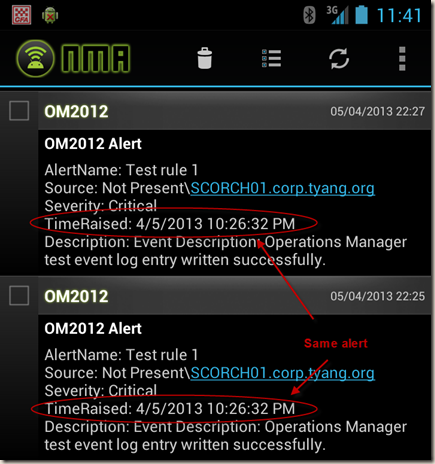 3G 11:41
NMA
OM2012 05/04/2013 22:27
OM2012 Alert
AlertName: Test rule 1
Source: Not Present\SCORCH01.corp.tyang.org
Severity: Critical
TimeRaised: 4/5/2013 10:26:32 PM
Description: Event Description: Operations Manager
test event log entry written successfully.
OM2012 05/04/2013 22:25
OM2012 Alert
Same alert
AlertName: Test rule 1
Source: Not Present\SCORCH01.corp.tyang.org
Severity: Critical
TimeRaised: 4/5/2013 10:26:32 PM
Description: Event Description: Operations Manager
test event log entry written successfully.